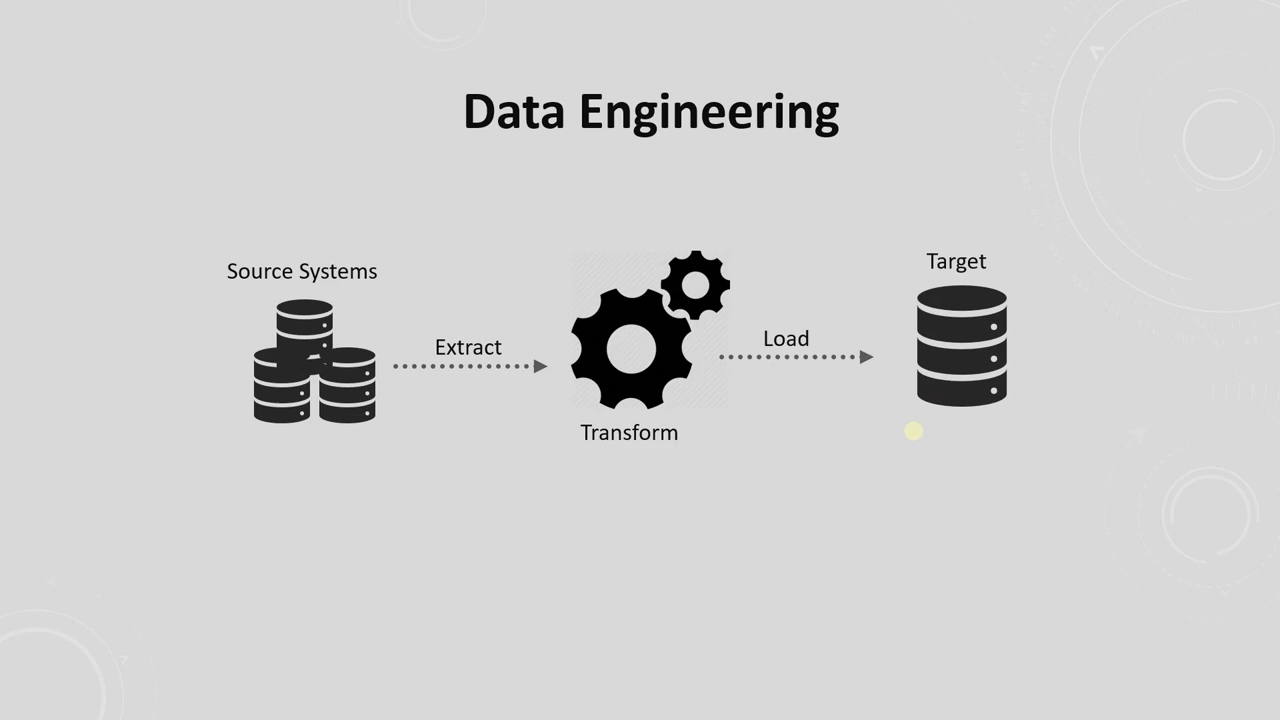 Data Engineering
Source Systems
Extract
Transform
Load
Target